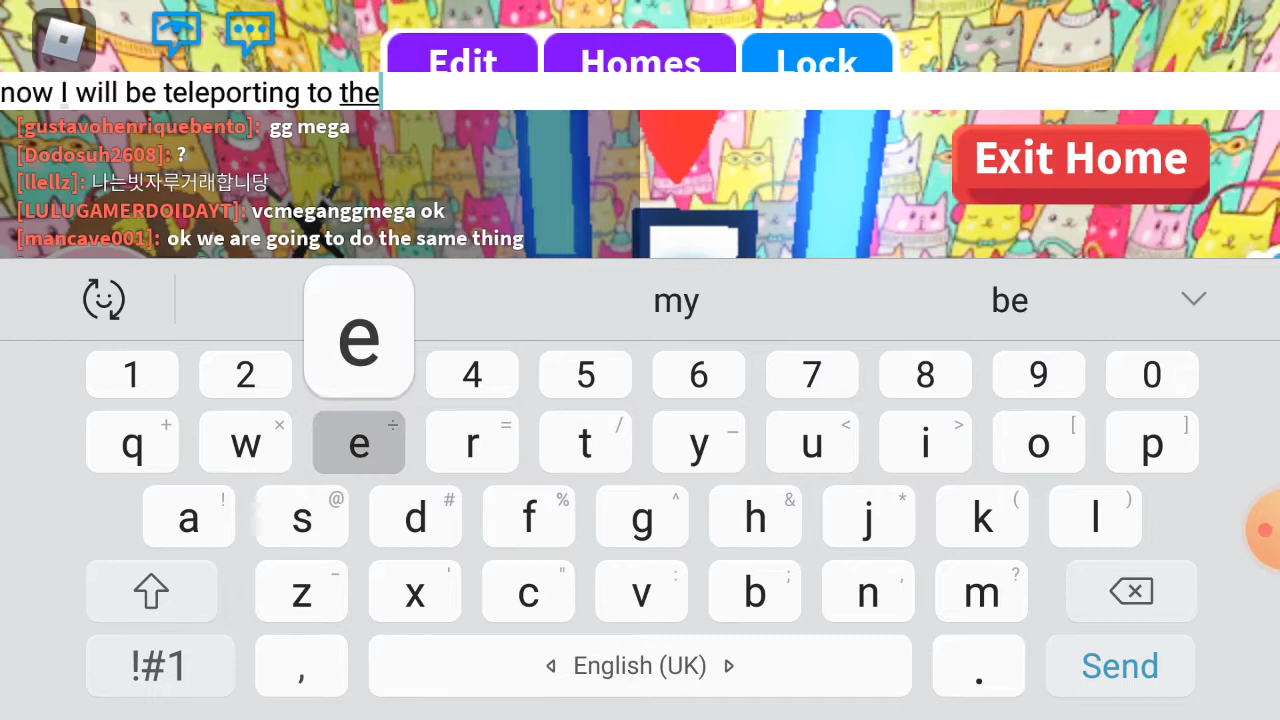 Edit Homes Lock
now I will be teleporting to the
[gustavohenriquebento]: gg mega
[Dodosuh2608]: ?
[llellz]: 나는빗자루거래합니당
[LULUGAMERDOIDAYT]: vcmeganggmega ok
[mancave001]: ok we are going to do the same thing
Exit Home
e my be
1 2 4 5 6 7 8 9 0
q + w × e ÷ r = t / y _ u < i > o [ p ]
a ! s @ d # f % g ^ h & j * k ( l )
z - x ' c " v : b ; n , m ?
!#1 , English (UK) . Send